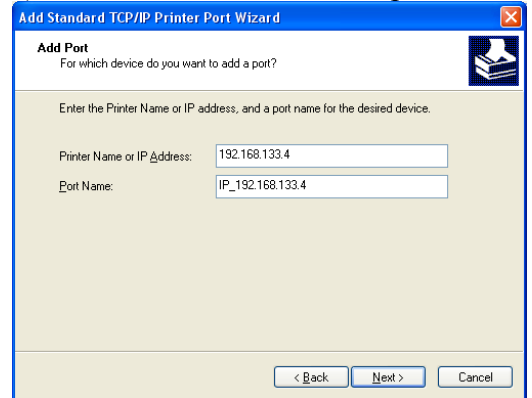 Add Standard TCP/IP Printer Port Wizard
Add Port
For which device do you want to add a port?
Enter the Printer Name or IP address, and a port name for the desired device.
Printer Name or IP Address: 192.168.133.4
Port Name: IP_192.168.133.4
< Back Next > Cancel